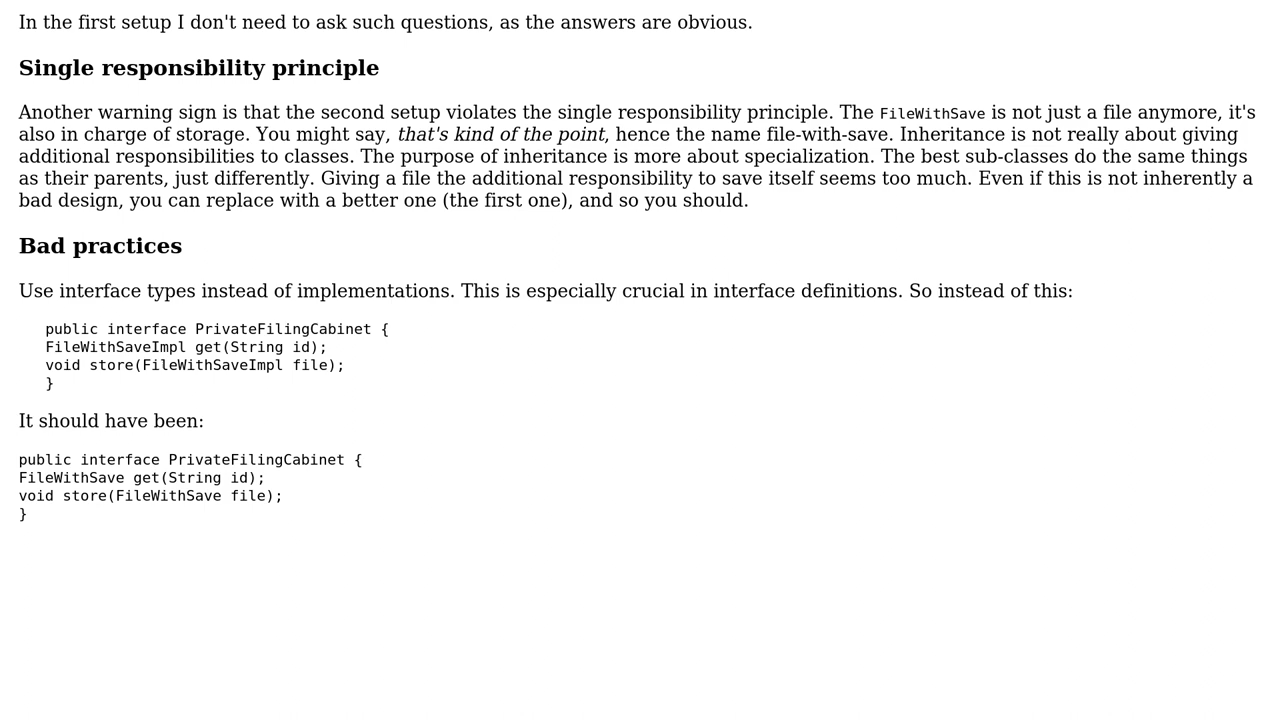 In the first setup I don't need to ask such questions, as the answers are obvious.
Single responsibility principle
Another warning sign is that the second setup violates the single responsibility principle. The FileWithSave is not just a file anymore, it's
also in charge of storage. You might say, that's kind of the point, hence the name file-with-save. Inheritance is not really about giving
additional responsibilities to classes. The purpose of inheritance is more about specialization. The best sub-classes do the same things
as their parents, just differently. Giving a file the additional responsibility to save itself seems too much. Even if this is not inherently a
bad design, you can replace with a better one (the first one), and so you should.
Bad practices
Use interface types instead of implementations. This is especially crucial in interface definitions. So instead of this:
public interface PrivateFilingCabinet {
FileWithSaveImpl get(String id);
void store(FileWithSaveImpl file);
}
It should have been:
public interface PrivateFilingCabinet {
FileWithSave get(String id);
void store(FileWithSave file);
}